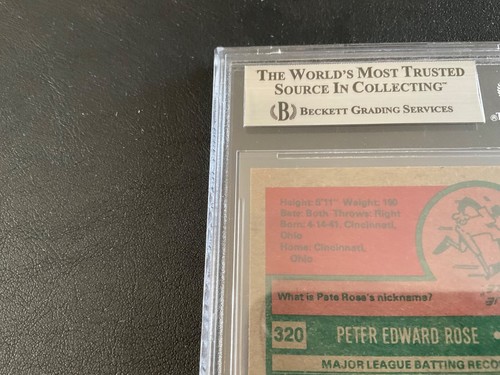 THE WORLD'S MOST TRUSTED
SOURCE IN COLLECTING™
B BECKETT GRADING SERVICES
Height: 5'11" Weight: 190
Bats: Both Throws: Right
Born: 4-14-41, Cincinnati,
Ohio
Home: Cincinnati,
Ohio
What is Pete Rose's nickname?
320 PETER EDWARD ROSE •
MAJOR LEAGUE BATTING RECO